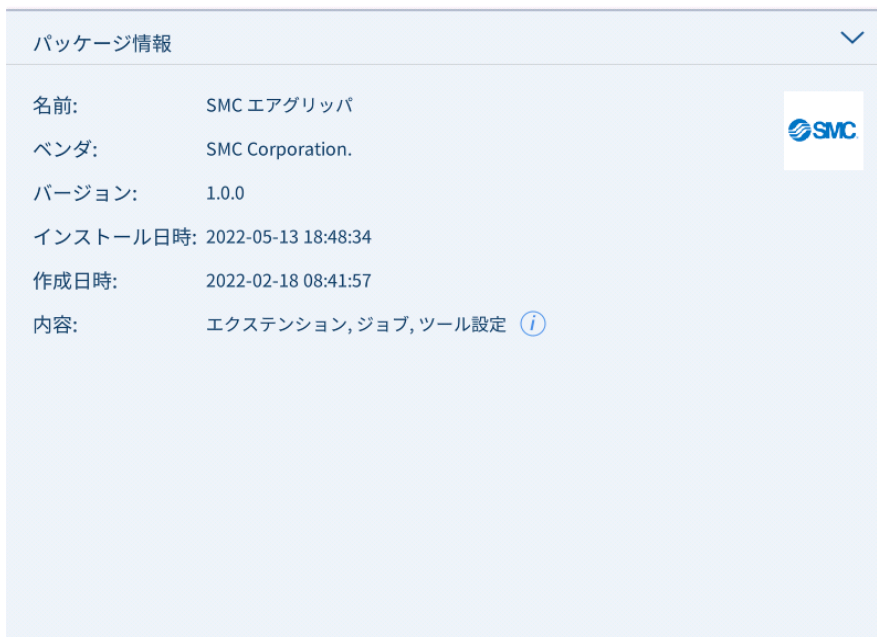 パッケージ情報
名前: SMC エアグリッパ
SMC
ベンダ: SMC Corporation.
バージョン: 1.0.0
インストール日時: 2022-05-13 18:48:34
作成日時: 2022-02-18 08:41:57
内容: エクステンション, ジョブ, ツール設定 i